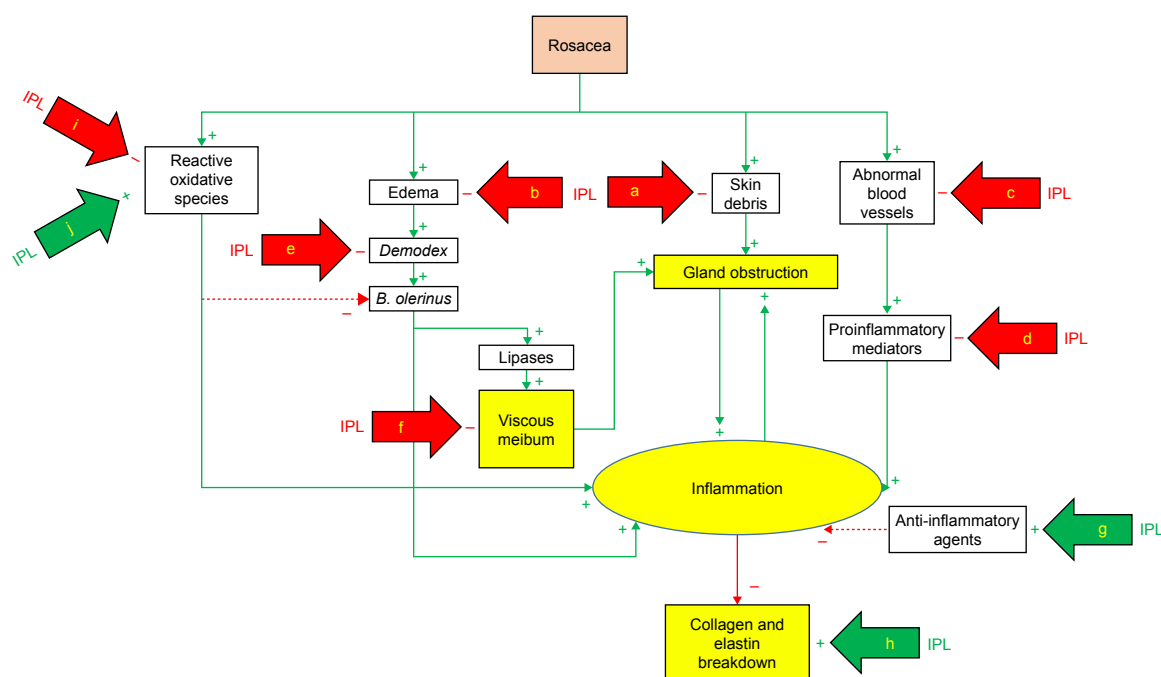 Rosacea
IPL
i
–
+
Reactive
oxidative
species
+
j
IPL
+
Edema
–
b
IPL
a
–
+
Skin
debris
+
Abnormal
blood
vessels
–
c
IPL
+
IPL
e
–
Demodex
+
B. olerinus
–
+
Gland obstruction
+
+
+
Lipases
+
+
Proinflammatory
mediators
–
d
IPL
IPL
f
–
Viscous
meibum
+
Inflammation
+
+
+
Anti-inflammatory
agents
–
+
g
IPL
–
Collagen and
elastin
breakdown
+
h
IPL